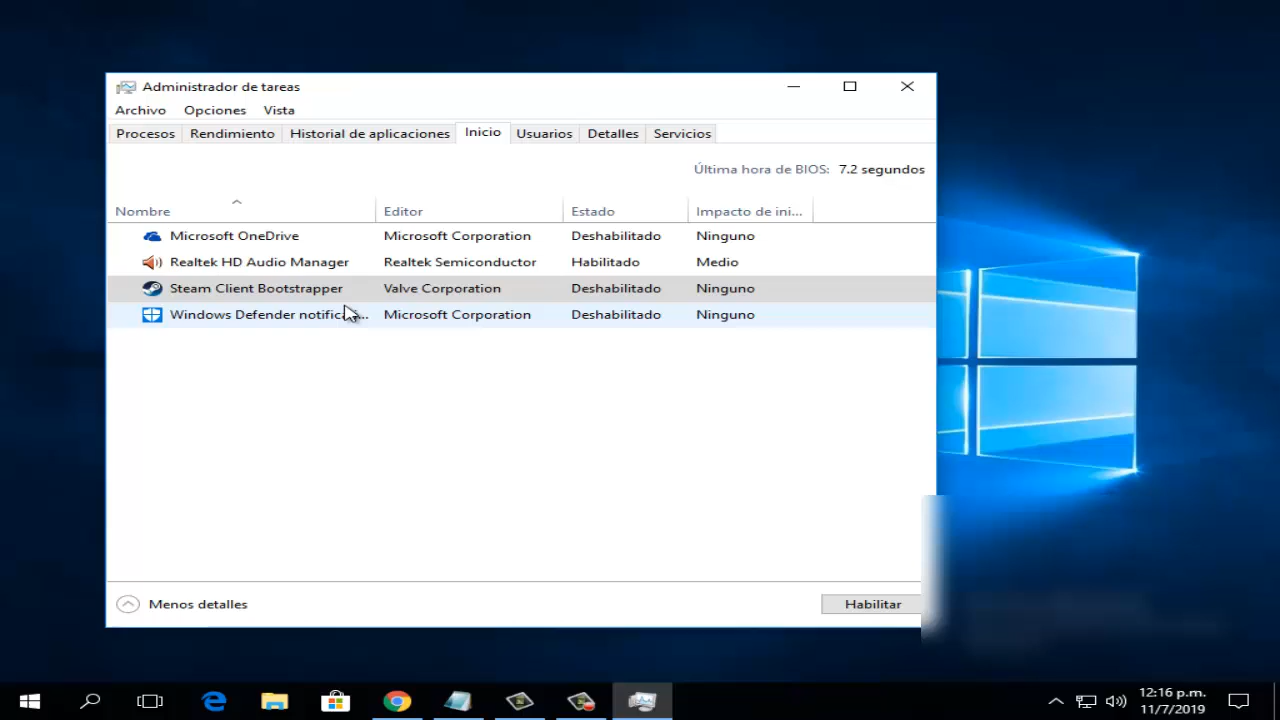 Administrador de tareas
Archivo Opciones Vista
Procesos Rendimiento Historial de aplicaciones Inicio Usuarios Detalles Servicios
Última hora de BIOS: 7.2 segundos
Nombre Editor Estado Impacto de ini...
Microsoft OneDrive Microsoft Corporation Deshabilitado Ninguno
Realtek HD Audio Manager Realtek Semiconductor Habilitado Medio
Steam Client Bootstrapper Valve Corporation Deshabilitado Ninguno
Windows Defender Microsoft Corporation Deshabilitado Ninguno
Menos detalles Habilitar
12:16 p.m.
11/7/2019